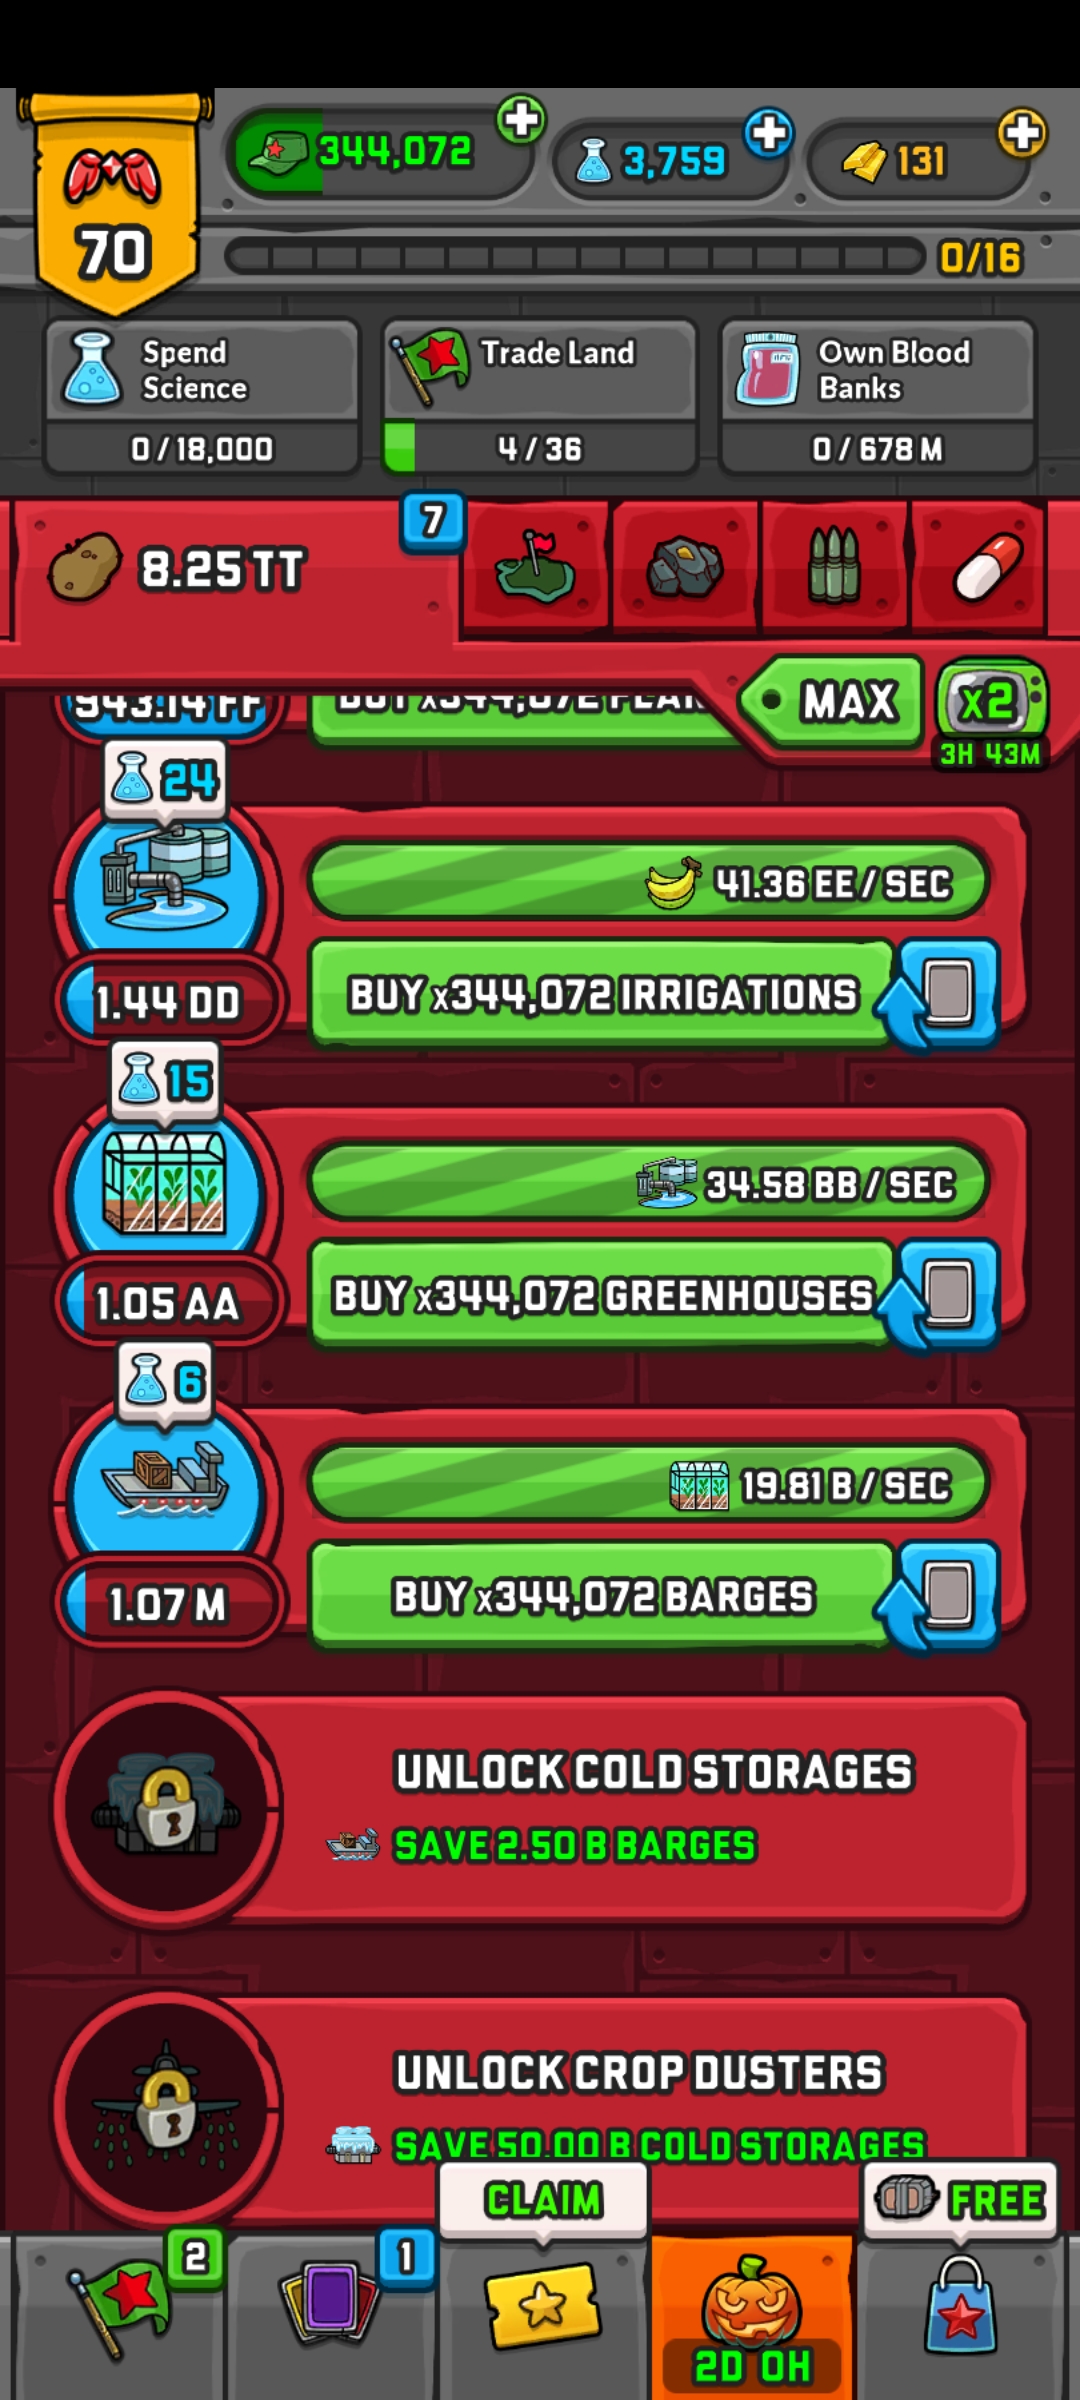 344,072
3,759
131
70
0/16
Spend
Science
Trade Land
Own Blood
Banks
0 / 18,000
4 / 36
0 / 678 M
7
8.25 TT
MAX
x2
3H 43M
943.14 FF
24
41.36 EE / SEC
1.44 DD
BUY x344,072 IRRIGATIONS
15
34.58 BB / SEC
1.05 AA
BUY x344,072 GREENHOUSES
6
19.81 B / SEC
1.07 M
BUY x344,072 BARGES
UNLOCK COLD STORAGES
SAVE 2.50 B BARGES
UNLOCK CROP DUSTERS
SAVE 50.00 B COLD STORAGES
CLAIM
FREE
2
1
2D 0H